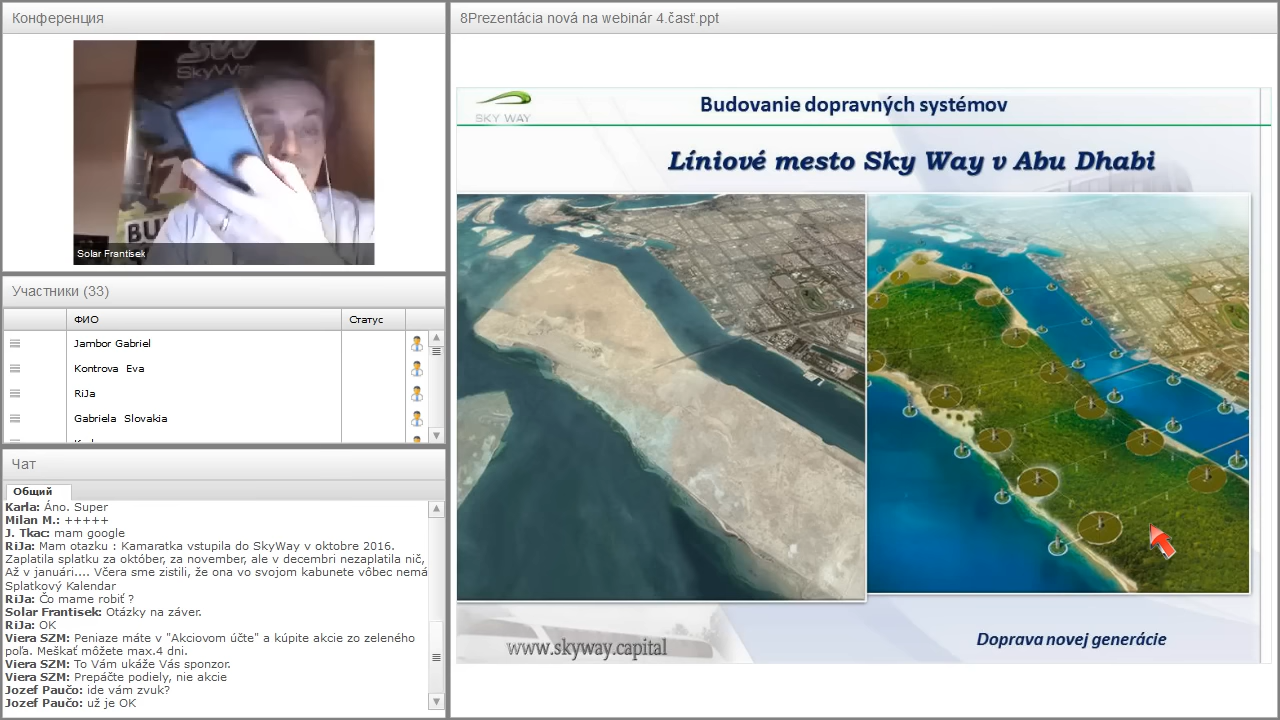 Конференция
SW
SkyWa
BU
Solar Frantisek
Участники (33)
ФИО
Статус
Jambor Gabriel
Kontrova Eva
RiJa
Gabriela Slovakia
Чат
Общий
Karla: Áno. Super
Milan M.: +++++
J. Tkac: mam google
RiJa: Mam otazku : Kamaratka vstupila do SkyWay v oktobre 2016.
Zaplatila splatku za október, za november, ale v decembri nezaplatila nič,
Až v januári.... Včera sme zistili, že ona vo svojom kabunete vôbec nemá
Splatkový Kalendar
RiJa: Čo mame robiť ?
Solar Frantisek: Otázky na záver.
RiJa: OK
Viera SZM: Peniaze máte v "Akciovom účte" a kúpite akcie zo zeleného
poľa. Meškať môžete max.4 dni.
Viera SZM: To Vám ukáže Váš sponzor.
Viera SZM: Prepáčte podiely, nie akcie
Jozef Paučo: ide vám zvuk?
Jozef Paučo: už je OK
8Prezentácia nová na webinár 4.časť.ppt
SKY WAY
Budovanie dopravných systémov
Líniové mesto Sky Way v Abu Dhabi
www.skyway.capital
Doprava novej generácie